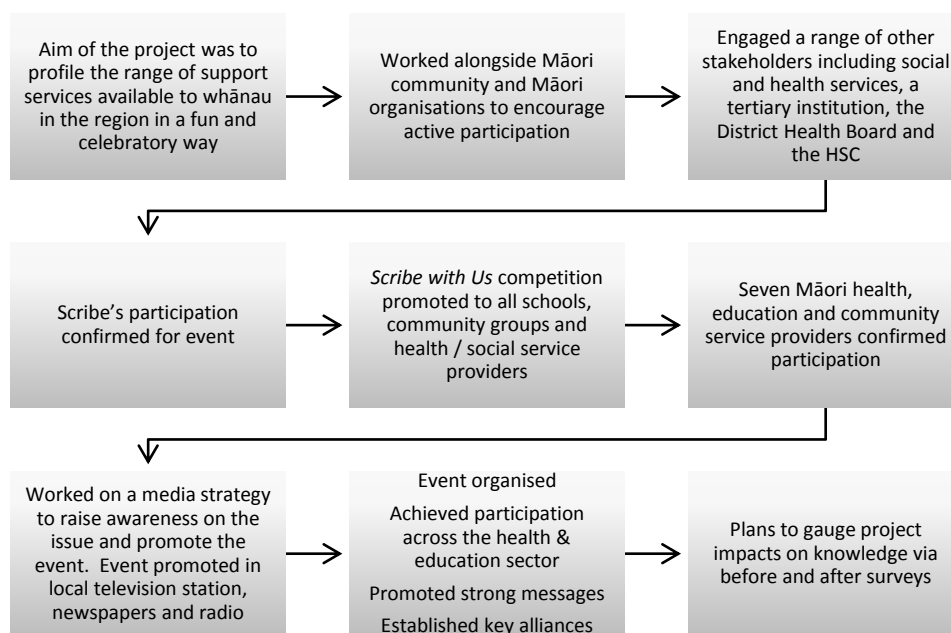 Aim of the project was to
profile the range of support
services available to whānau
in the region in a fun and
celebratory way
Worked alongside Māori
community and Māori
organisations to encourage
active participation
Engaged a range of other
stakeholders including social
and health services, a
tertiary institution, the
District Health Board and
the HSC
Scribe's participation
confirmed for event
Scribe with Us competition
promoted to all schools,
community groups and
health / social service
providers
Seven Māori health,
education and community
service providers confirmed
participation
Worked on a media strategy
to raise awareness on the
issue and promote the
event. Event promoted in
local television station,
newspapers and radio
Event organised
Achieved participation
across the health &
education sector
Promoted strong messages
Established key alliances
Plans to gauge project
impacts on knowledge via
before and after surveys